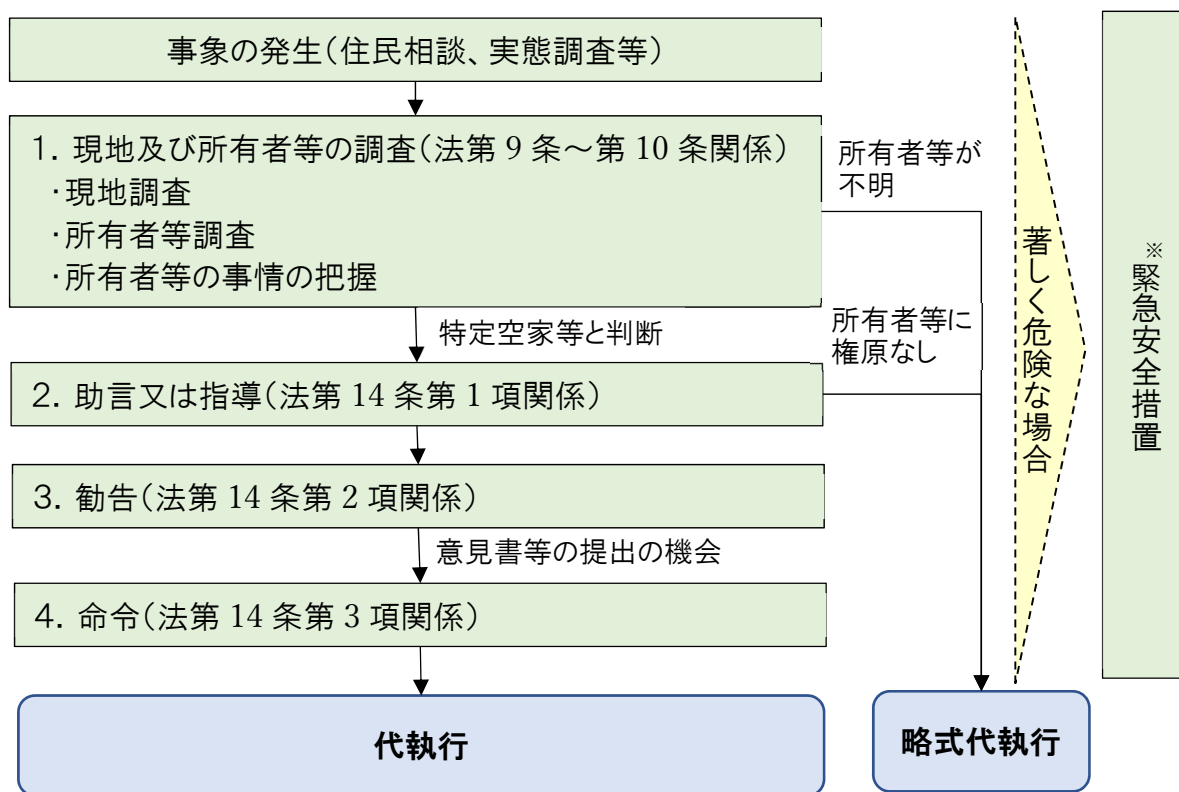 事象の発生(住民相談、実態調査等)
1. 現地及び所有者等の調査(法第 9 条～第 10 条関係)
・現地調査
・所有者等調査
・所有者等の事情の把握
所有者等が
不明
特定空家等と判断
所有者等に
権原なし
2. 助言又は指導(法第 14 条第 1 項関係)
3. 勧告(法第 14 条第 2 項関係)
意見書等の提出の機会
4. 命令(法第 14 条第 3 項関係)
代執行
略式代執行
著しく危険な場合
※緊急安全措置